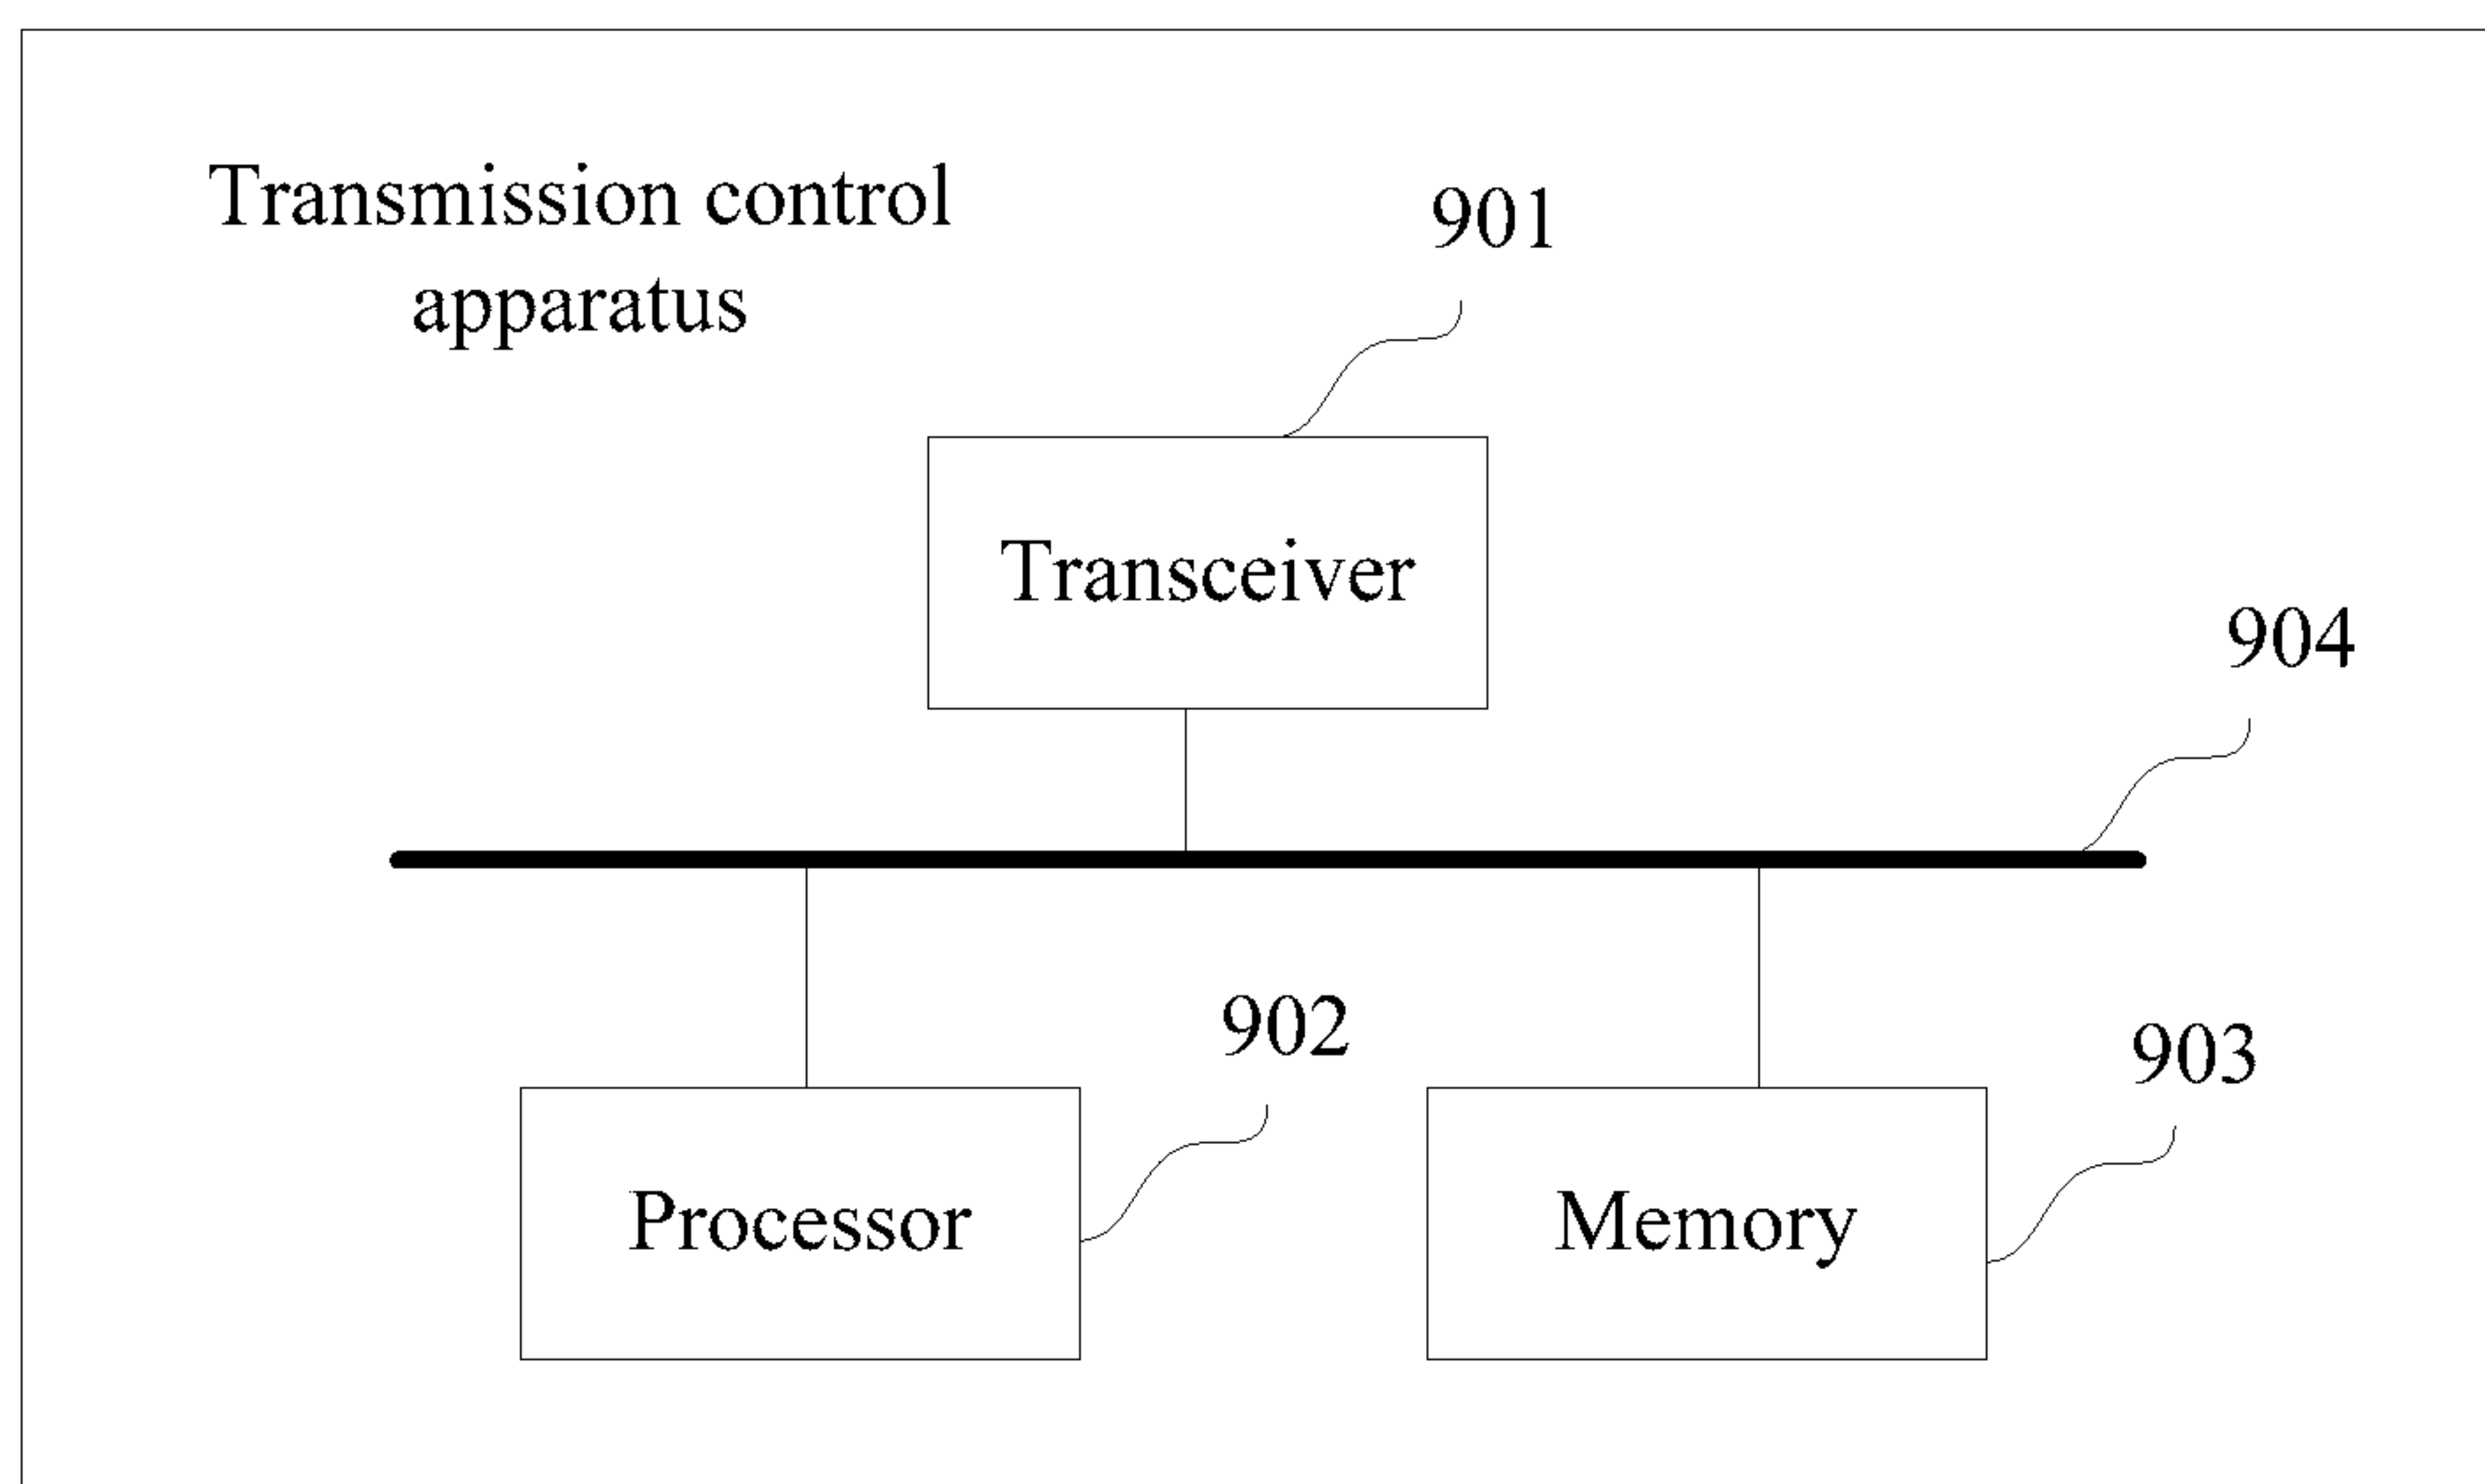 Transmission control
apparatus
901
Transceiver
904
902
903
Processor
Memory